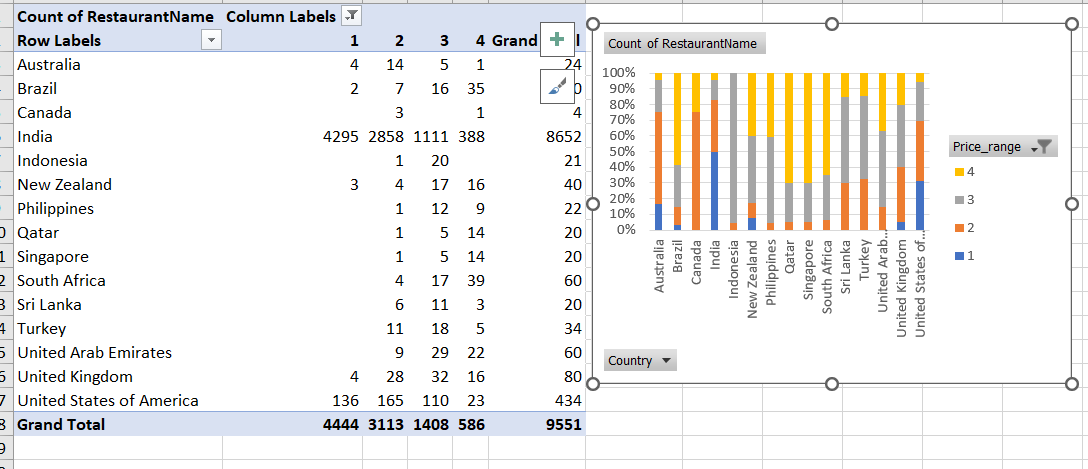 Count of RestaurantName Column Labels
Row Labels 1 2 3 4 Grand l
Australia 4 14 5 1 24
Brazil 2 7 16 35 0
Canada 3 1 4
India 4295 2858 1111 388 8652
Indonesia 1 20 21
New Zealand 3 4 17 16 40
Philippines 1 12 9 22
Qatar 1 5 14 20
Singapore 1 5 14 20
South Africa 4 17 39 60
Sri Lanka 6 11 3 20
Turkey 11 18 5 34
United Arab Emirates 9 29 22 60
United Kingdom 4 28 32 16 80
United States of America 136 165 110 23 434
Grand Total 4444 3113 1408 586 9551
Count of RestaurantName
100%
90%
80%
70%
60%
50%
40%
30%
20%
10%
0%
Australia
Brazil
Canada
India
Indonesia
New Zealand
Philippines
Qatar
Singapore
South Africa
Sri Lanka
Turkey
United Arab...
United Kingdom
United States of...
Price_range
4
3
2
1
Country